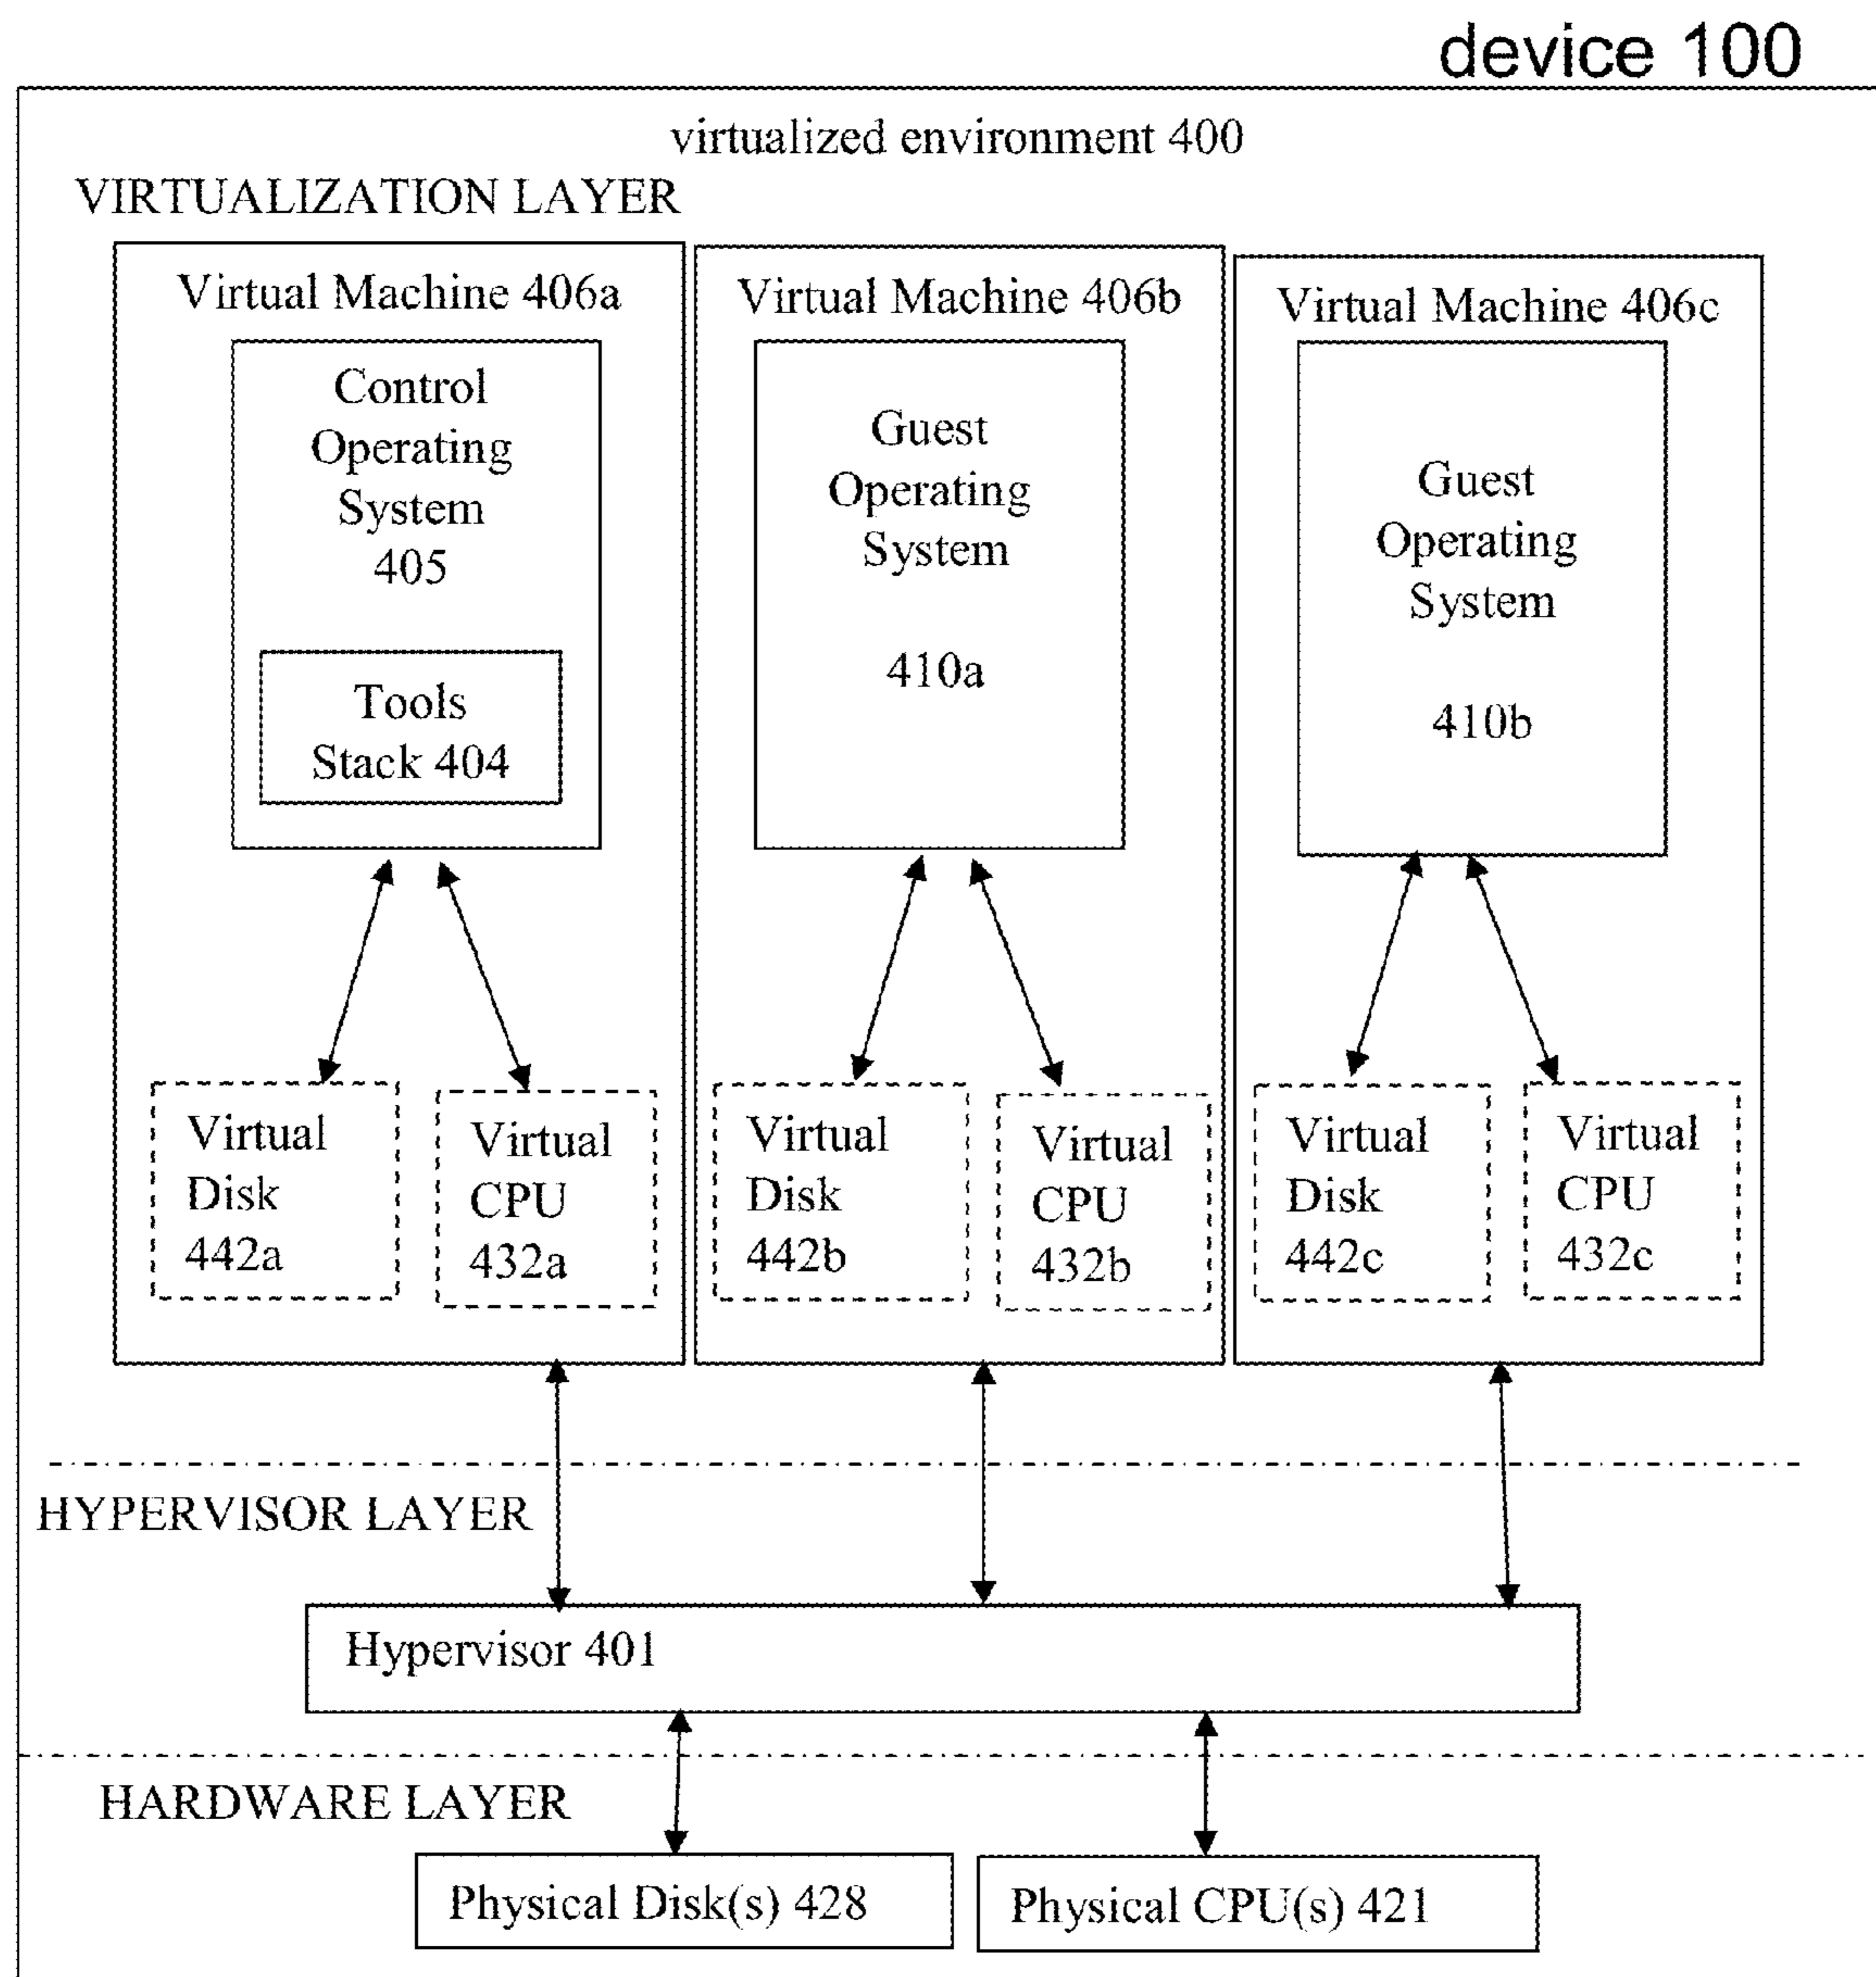 device 100
virtualized environment 400
VIRTUALIZATION LAYER
Virtual Machine 406a
Control
Operating
System
405
Tools
Stack 404
Virtual
Disk
442a
Virtual
CPU
432a
Virtual Machine 406b
Guest
Operating
System
410a
Virtual
Disk
442b
Virtual
CPU
432b
Virtual Machine 406c
Guest
Operating
System
410b
Virtual
Disk
442c
Virtual
CPU
432c
HYPERVISOR LAYER
Hypervisor 401
HARDWARE LAYER
Physical Disk(s) 428
Physical CPU(s) 421